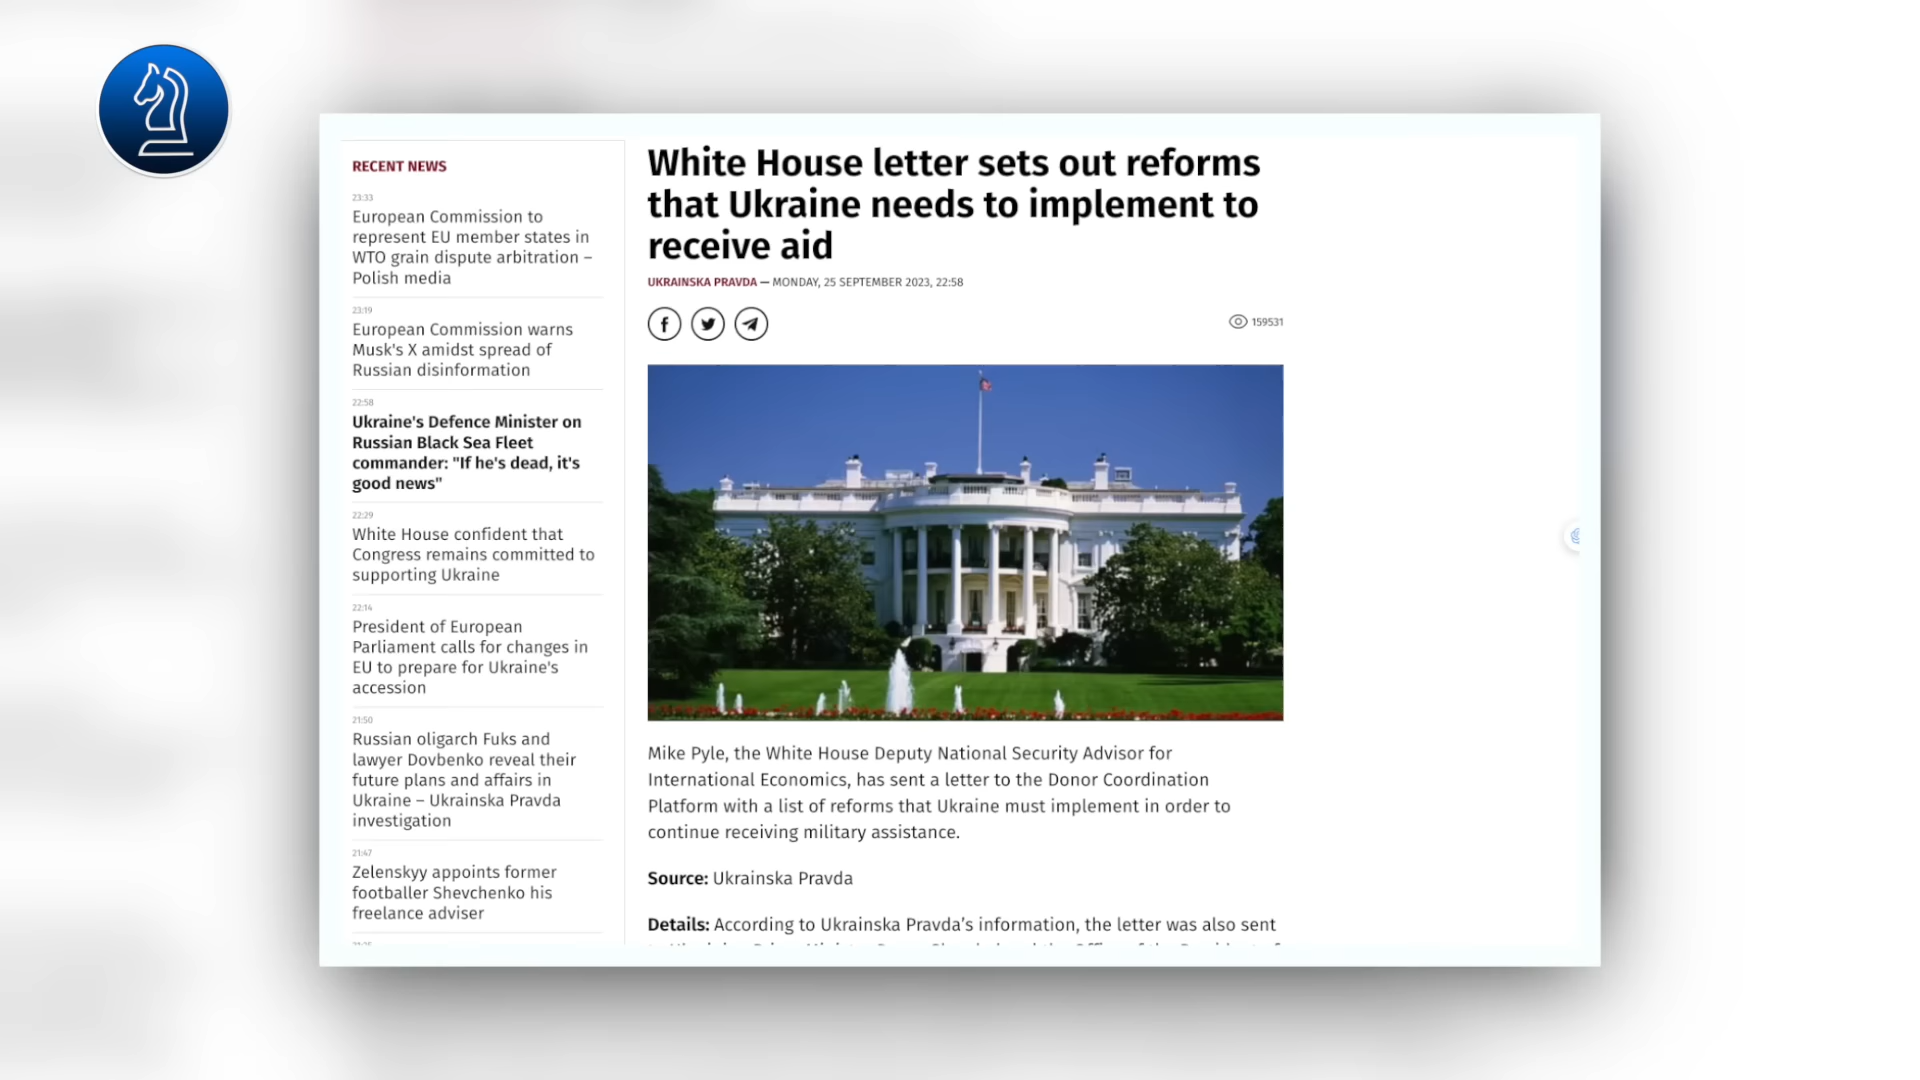 RECENT NEWS
23:33
European Commission to
represent EU member states in
WTO grain dispute arbitration –
Polish media
23:19
European Commission warns
Musk's X amidst spread of
Russian disinformation
22:58
Ukraine's Defence Minister on
Russian Black Sea Fleet
commander: "If he's dead, it's
good news"
22:29
White House confident that
Congress remains committed to
supporting Ukraine
22:14
President of European
Parliament calls for changes in
EU to prepare for Ukraine's
accession
21:50
Russian oligarch Fuks and
lawyer Dovbenko reveal their
future plans and affairs in
Ukraine – Ukrainska Pravda
investigation
21:47
Zelenskyy appoints former
footballer Shevchenko his
freelance adviser
White House letter sets out reforms
that Ukraine needs to implement to
receive aid
UKRAINSKA PRAVDA — MONDAY, 25 SEPTEMBER 2023, 22:58
159531
Mike Pyle, the White House Deputy National Security Advisor for
International Economics, has sent a letter to the Donor Coordination
Platform with a list of reforms that Ukraine must implement in order to
continue receiving military assistance.
Source: Ukrainska Pravda
Details: According to Ukrainska Pravda’s information, the letter was also sent